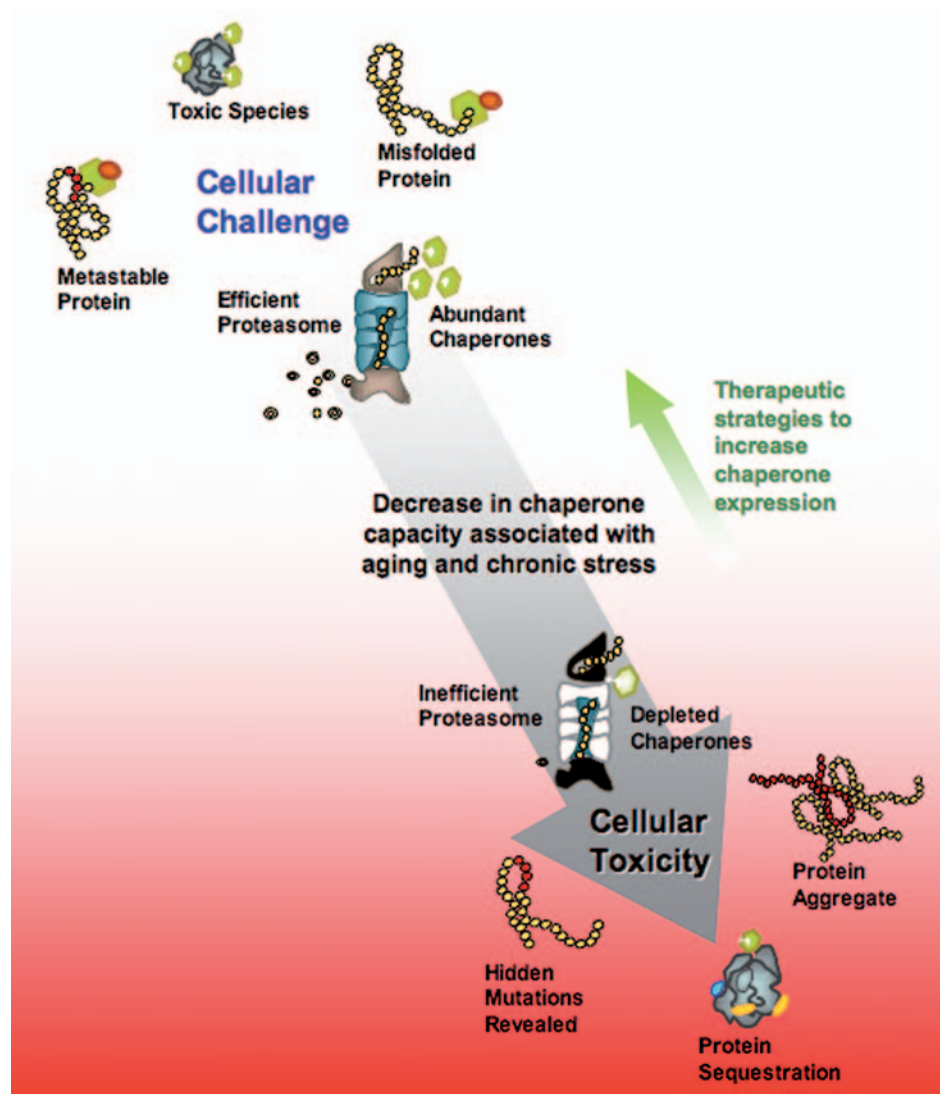 Toxic Species
Misfolded
Protein
Cellular
Challenge
Metastable
Protein
Efficient
Proteasome
Abundant
Chaperones
Therapeutic
strategies to
increase
chaperone
expression
Decrease in chaperone
capacity associated with
aging and chronic stress
Inefficient
Proteasome
Depleted
Chaperones
Cellular
Toxicity
Protein
Aggregate
Hidden
Mutations
Revealed
Protein
Sequestration